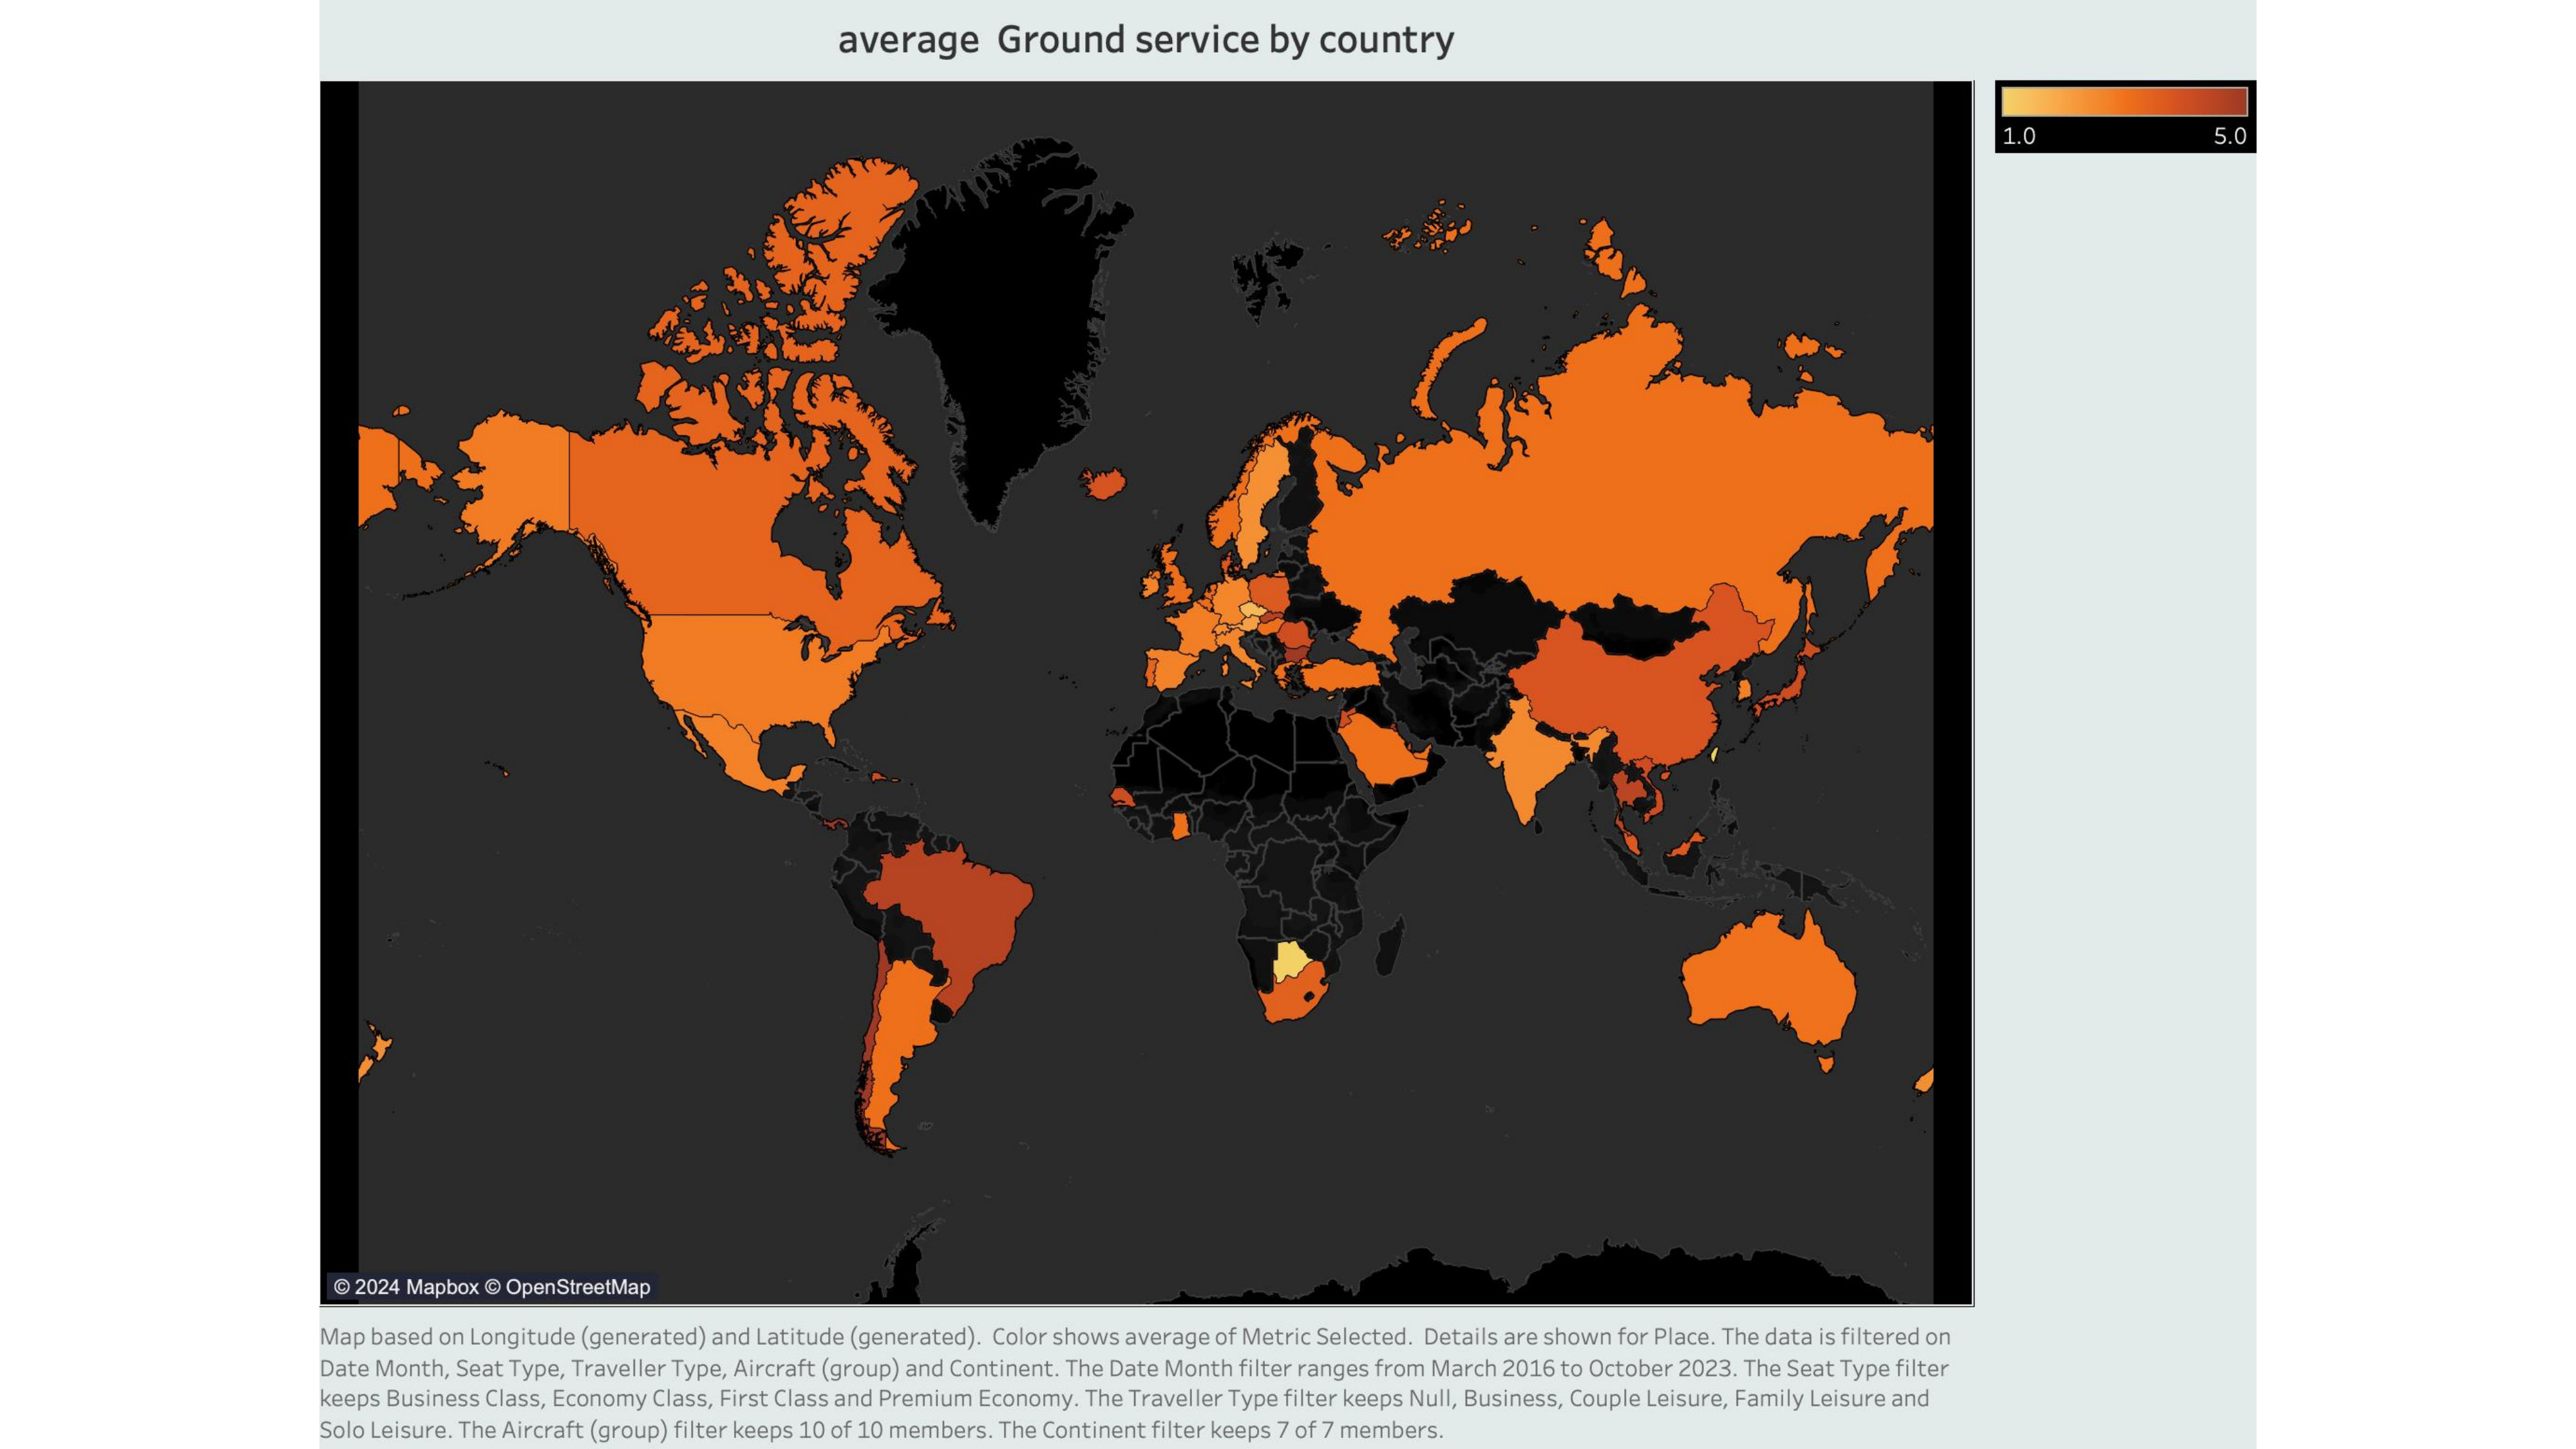 average  Ground service by country
1.0 5.0
© 2024 Mapbox © OpenStreetMap
Map based on Longitude (generated) and Latitude (generated).  Color shows average of Metric Selected.  Details are shown for Place. The data is filtered on
Date Month, Seat Type, Traveller Type, Aircraft (group) and Continent. The Date Month filter ranges from March 2016 to October 2023. The Seat Type filter
keeps Business Class, Economy Class, First Class and Premium Economy. The Traveller Type filter keeps Null, Business, Couple Leisure, Family Leisure and
Solo Leisure. The Aircraft (group) filter keeps 10 of 10 members. The Continent filter keeps 7 of 7 members.